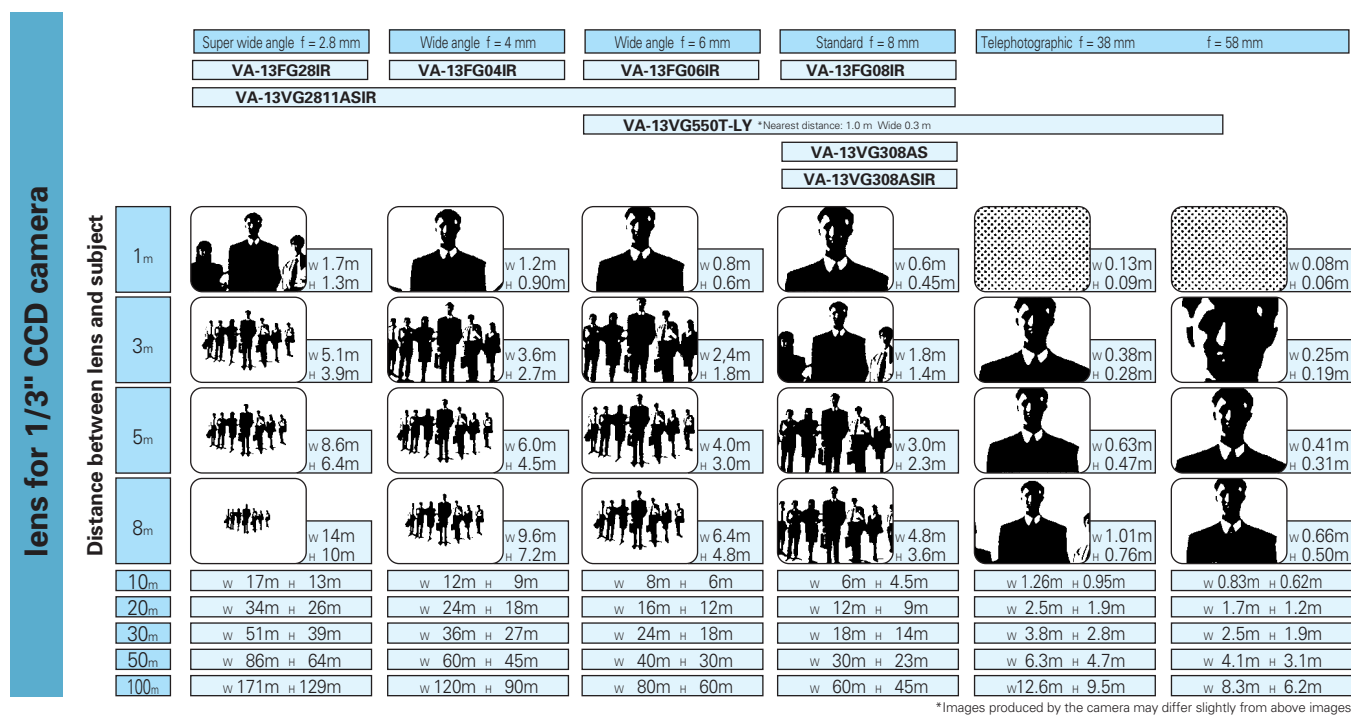 Super wide angle f = 2.8 mm Wide angle f = 4 mm Wide angle f = 6 mm Standard f = 8 mm Telephotographic f = 38 mm f = 58 mm
VA-13FG28IR VA-13FG04IR VA-13FG06IR VA-13FG08IR
VA-13VG2811ASIR
VA-13VG550T-LY *Nearest distance: 1.0 m Wide 0.3 m
VA-13VG308AS
VA-13VG308ASIR
lens for 1/3" CCD camera
Distance between lens and subject
1m
W 1.7m W 1.2m W 0.8m W 0.6m W 0.13m W 0.08m
H 1.3m H 0.90m H 0.6m H 0.45m H 0.09m H 0.06m
3m
W 5.1m W 3.6m W 2,4m W 1.8m W 0.38m W 0.25m
H 3.9m H 2.7m H 1.8m H 1.4m H 0.28m H 0.19m
5m
W 8.6m W 6.0m W 4.0m W 3.0m W 0.63m W 0.41m
H 6.4m H 4.5m H 3.0m H 2.3m H 0.47m H 0.31m
8m
W 14m W 9.6m W 6.4m W 4.8m W 1.01m W 0.66m
H 10m H 7.2m H 4.8m H 3.6m H 0.76m H 0.50m
10m W 17m H 13m W 12m H 9m W 8m H 6m W 6m H 4.5m W 1.26m H 0.95m W 0.83m H 0.62m
20m W 34m H 26m W 24m H 18m W 16m H 12m W 12m H 9m W 2.5m H 1.9m W 1.7m H 1.2m
30m W 51m H 39m W 36m H 27m W 24m H 18m W 18m H 14m W 3.8m H 2.8m W 2.5m H 1.9m
50m W 86m H 64m W 60m H 45m W 40m H 30m W 30m H 23m W 6.3m H 4.7m W 4.1m H 3.1m
100m W 171m H 129m W 120m H 90m W 80m H 60m W 60m H 45m W 12.6m H 9.5m W 8.3m H 6.2m
*Images produced by the camera may differ slightly from above images